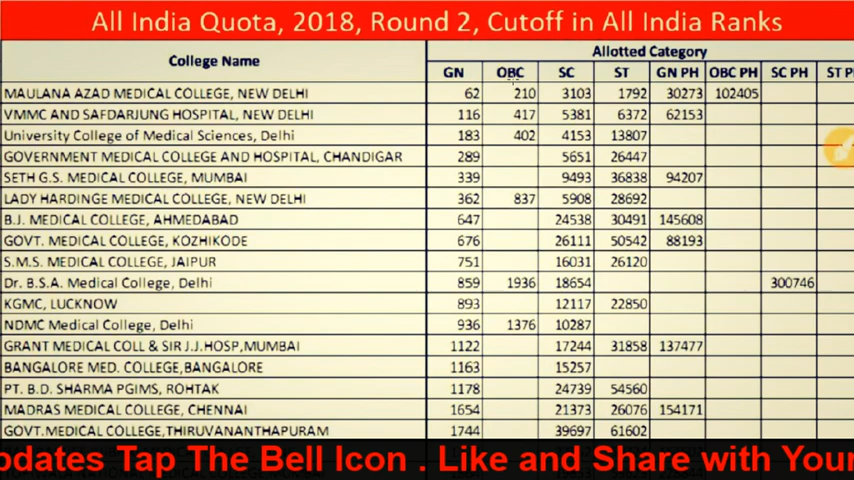 All India Quota, 2018, Round 2, Cutoff in All India Ranks
College Name Allotted Category
GN OBC SC ST GN PH OBC PH SC PH ST P
MAULANA AZAD MEDICAL COLLEGE, NEW DELHI 62 210 3103 1792 30273 102405
VMMC AND SAFDARJUNG HOSPITAL, NEW DELHI 116 417 5381 6372 62153
University College of Medical Sciences, Delhi 183 402 4153 13807
GOVERNMENT MEDICAL COLLEGE AND HOSPITAL, CHANDIGAR 289 5651 26447
SETH G.S. MEDICAL COLLEGE, MUMBAI 339 9493 36838 94207
LADY HARDINGE MEDICAL COLLEGE, NEW DELHI 362 837 5908 28692
B.J. MEDICAL COLLEGE, AHMEDABAD 647 24538 30491 145608
GOVT. MEDICAL COLLEGE, KOZHIKODE 676 26111 50542 88193
S.M.S. MEDICAL COLLEGE, JAIPUR 751 16031 26120
Dr. B.S.A. Medical College, Delhi 859 1936 18654 300746
KGMC, LUCKNOW 893 12117 22850
NDMC Medical College, Delhi 936 1376 10287
GRANT MEDICAL COLL & SIR J.J.HOSP,MUMBAI 1122 17244 31858 137477
BANGALORE MED. COLLEGE,BANGALORE 1163 15257
PT. B.D. SHARMA PGIMS, ROHTAK 1178 24739 54560
MADRAS MEDICAL COLLEGE, CHENNAI 1654 21373 26076 154171
GOVT.MEDICAL COLLEGE,THIRUVANANTHAPURAM 1744 39697 61602
pdates Tap The Bell Icon . Like and Share with Your